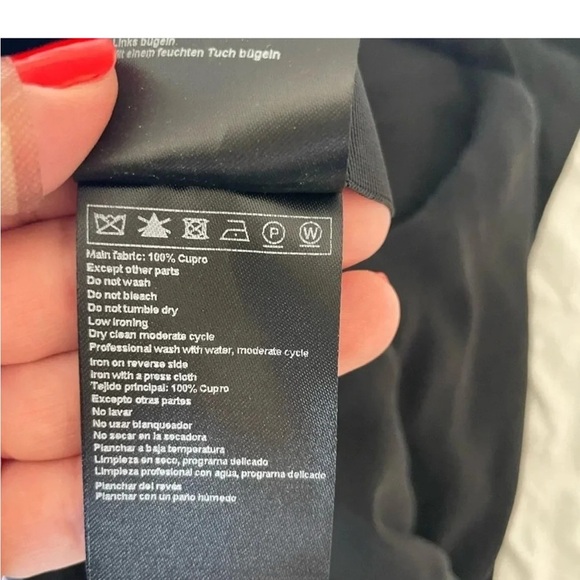 Links bügeln.
Mit einem feuchten Tuch bügeln
P W
Main fabric: 100% Cupro
Except other parts
Do not wash
Do not bleach
Do not tumble dry
Low ironing
Dry clean moderate cycle
Professional wash with water, moderate cycle
Iron on reverse side
Iron with a press cloth
Tejido principal: 100% Cupro
Excepto otras partes
No lavar
No usar blanqueador
No secar en la secadora
Planchar a baja temperatura
Limpieza en seco, programa delicado
Limpieza profesional con agua, programa delicado
Planchar del revés
Planchar con un paño húmedo